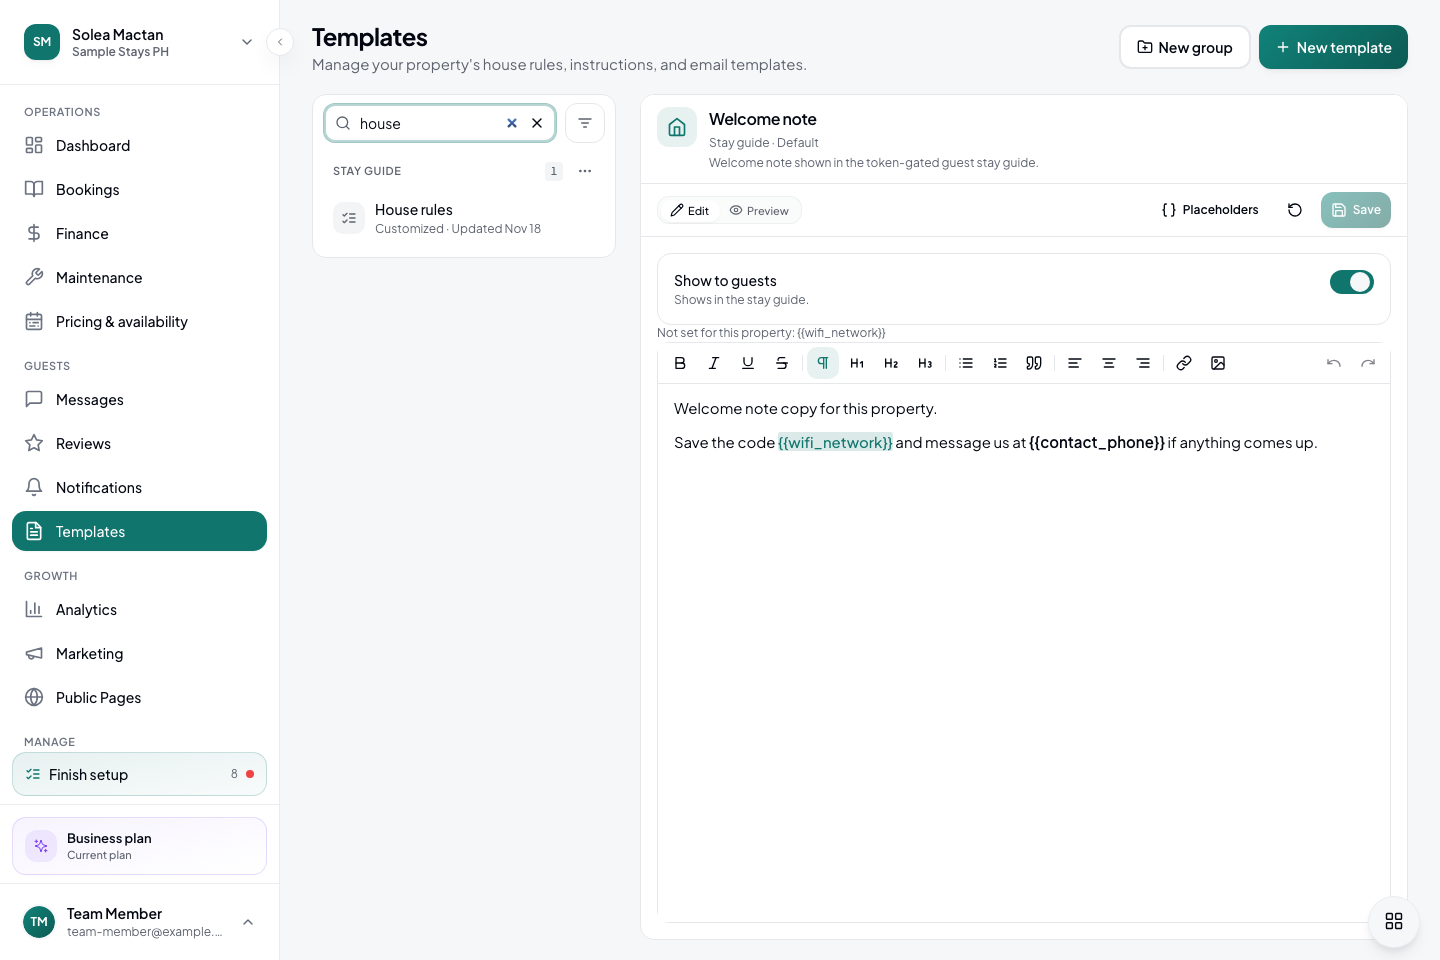 SM
Solea Mactan
Sample Stays PH
OPERATIONS
Dashboard
Bookings
Finance
Maintenance
Pricing & availability
GUESTS
Messages
Reviews
Notifications
Templates
GROWTH
Analytics
Marketing
Public Pages
MANAGE
Finish setup
8
Business plan
Current plan
TM
Team Member
team-member@example....
Templates
Manage your property's house rules, instructions, and email templates.
New group
New template
house
STAY GUIDE
1
House rules
Customized · Updated Nov 18
Welcome note
Stay guide · Default
Welcome note shown in the token-gated guest stay guide.
Edit
Preview
Placeholders
Save
Show to guests
Shows in the stay guide.
Not set for this property: {{wifi_network}}
B I U S H1 H2 H3
Welcome note copy for this property.
Save the code {{wifi_network}} and message us at {{contact_phone}} if anything comes up.